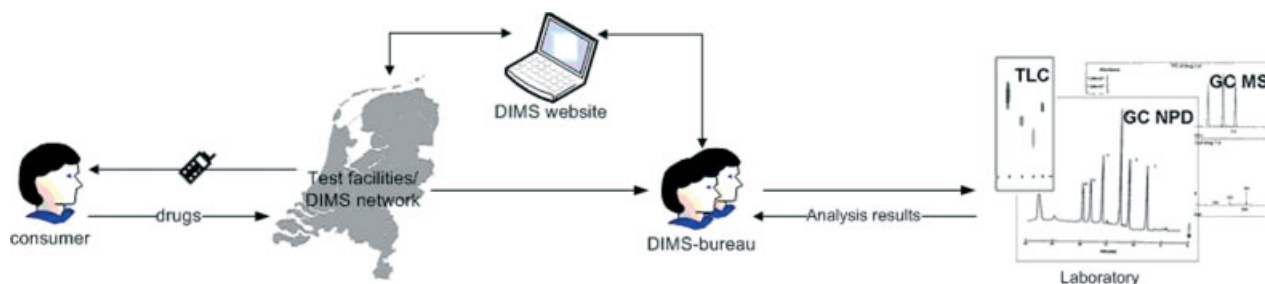 DIMS website
TLC
GC MS
GC NPD
Test facilities/
DIMS network
drugs
consumer
DIMS-bureau
Analysis results
Laboratory